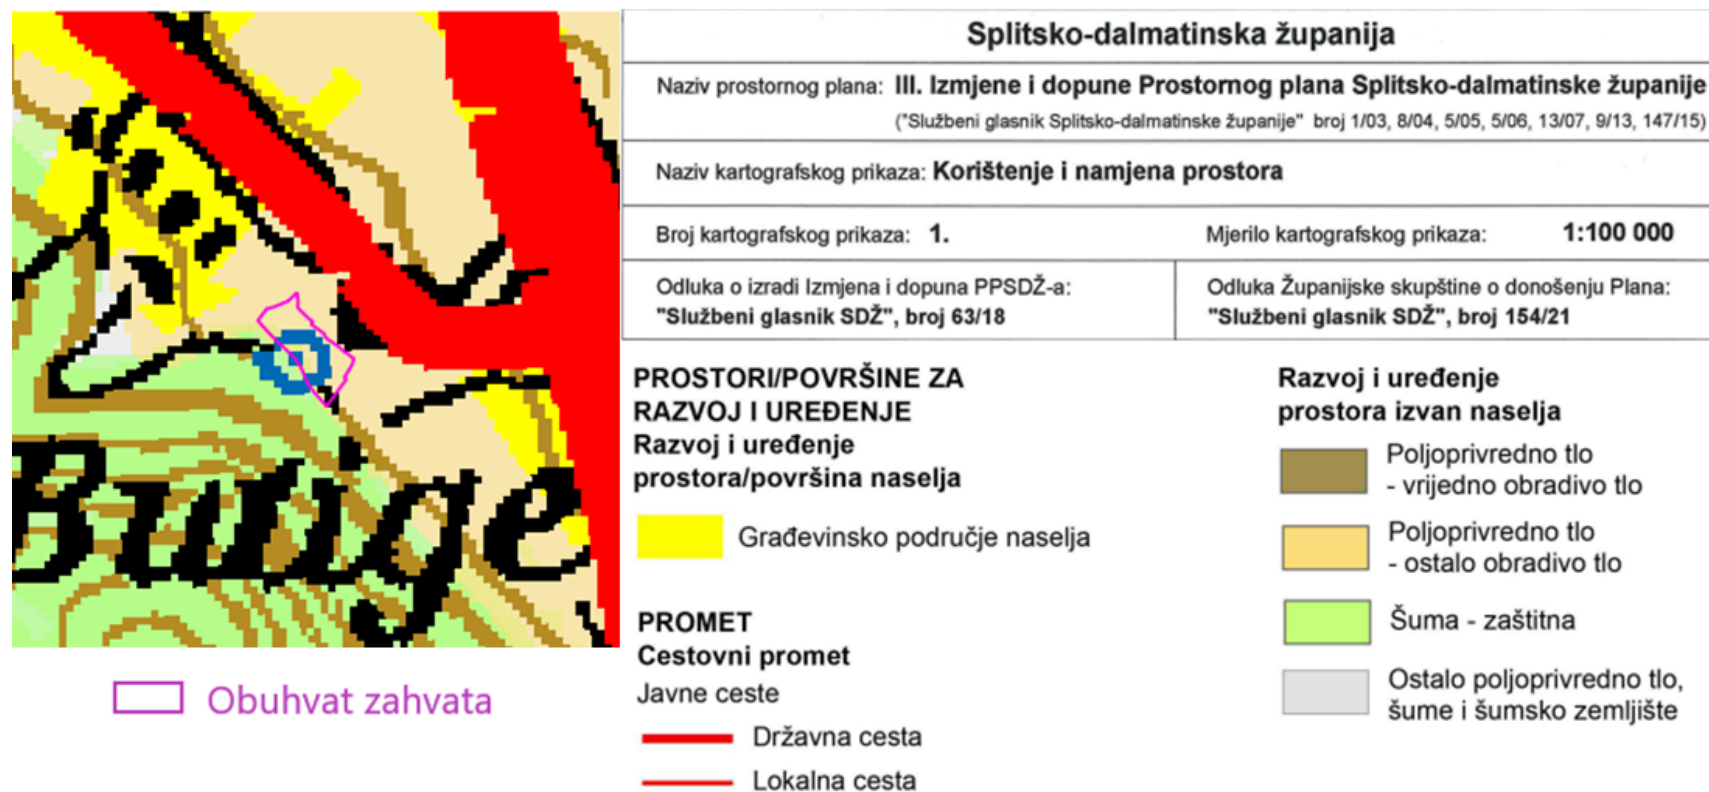 Splitsko-dalmatinska županija
Naziv prostornog plana: III. Izmjene i dopune Prostornog plana Splitsko-dalmatinske županije
("Službeni glasnik Splitsko-dalmatinske županije" broj 1/03, 8/04, 5/05, 5/06, 13/07, 9/13, 147/15)
Naziv kartografskog prikaza: Korištenje i namjena prostora
Broj kartografskog prikaza: 1.
Mjerilo kartografskog prikaza: 1:100 000
Odluka o izradi Izmjena i dopuna PPSDŽ-a:
"Službeni glasnik SDŽ", broj 63/18
Odluka Županijske skupštine o donošenju Plana:
"Službeni glasnik SDŽ", broj 154/21
PROSTORI/POVRŠINE ZA
RAZVOJ I UREĐENJE
Razvoj i uređenje
prostora/površina naselja
Građevinsko područje naselja
PROMET
Cestovni promet
Javne ceste
Državna cesta
Lokalna cesta
Razvoj i uređenje
prostora izvan naselja
Poljoprivredno tlo
- vrijedno obradivo tlo
Poljoprivredno tlo
- ostalo obradivo tlo
Šuma - zaštitna
Ostalo poljoprivredno tlo,
šume i šumsko zemljište
Obuhvat zahvata